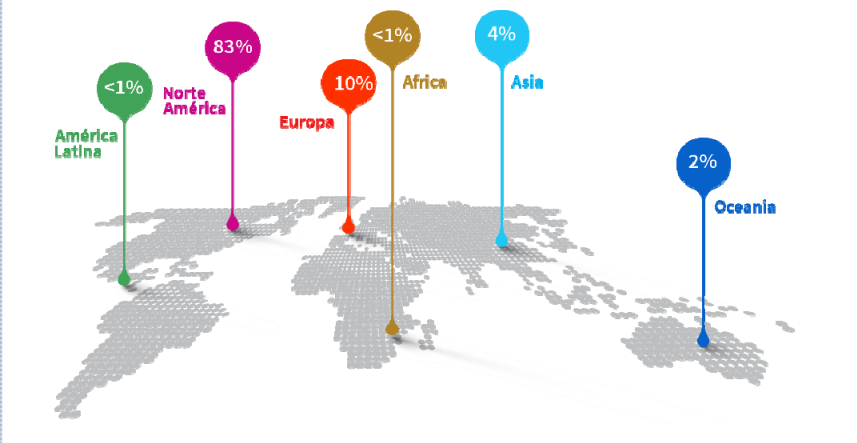 <1%
América
Latina
83%
Norte
América
10%
Europa
<1%
Africa
4%
Asia
2%
Oceania